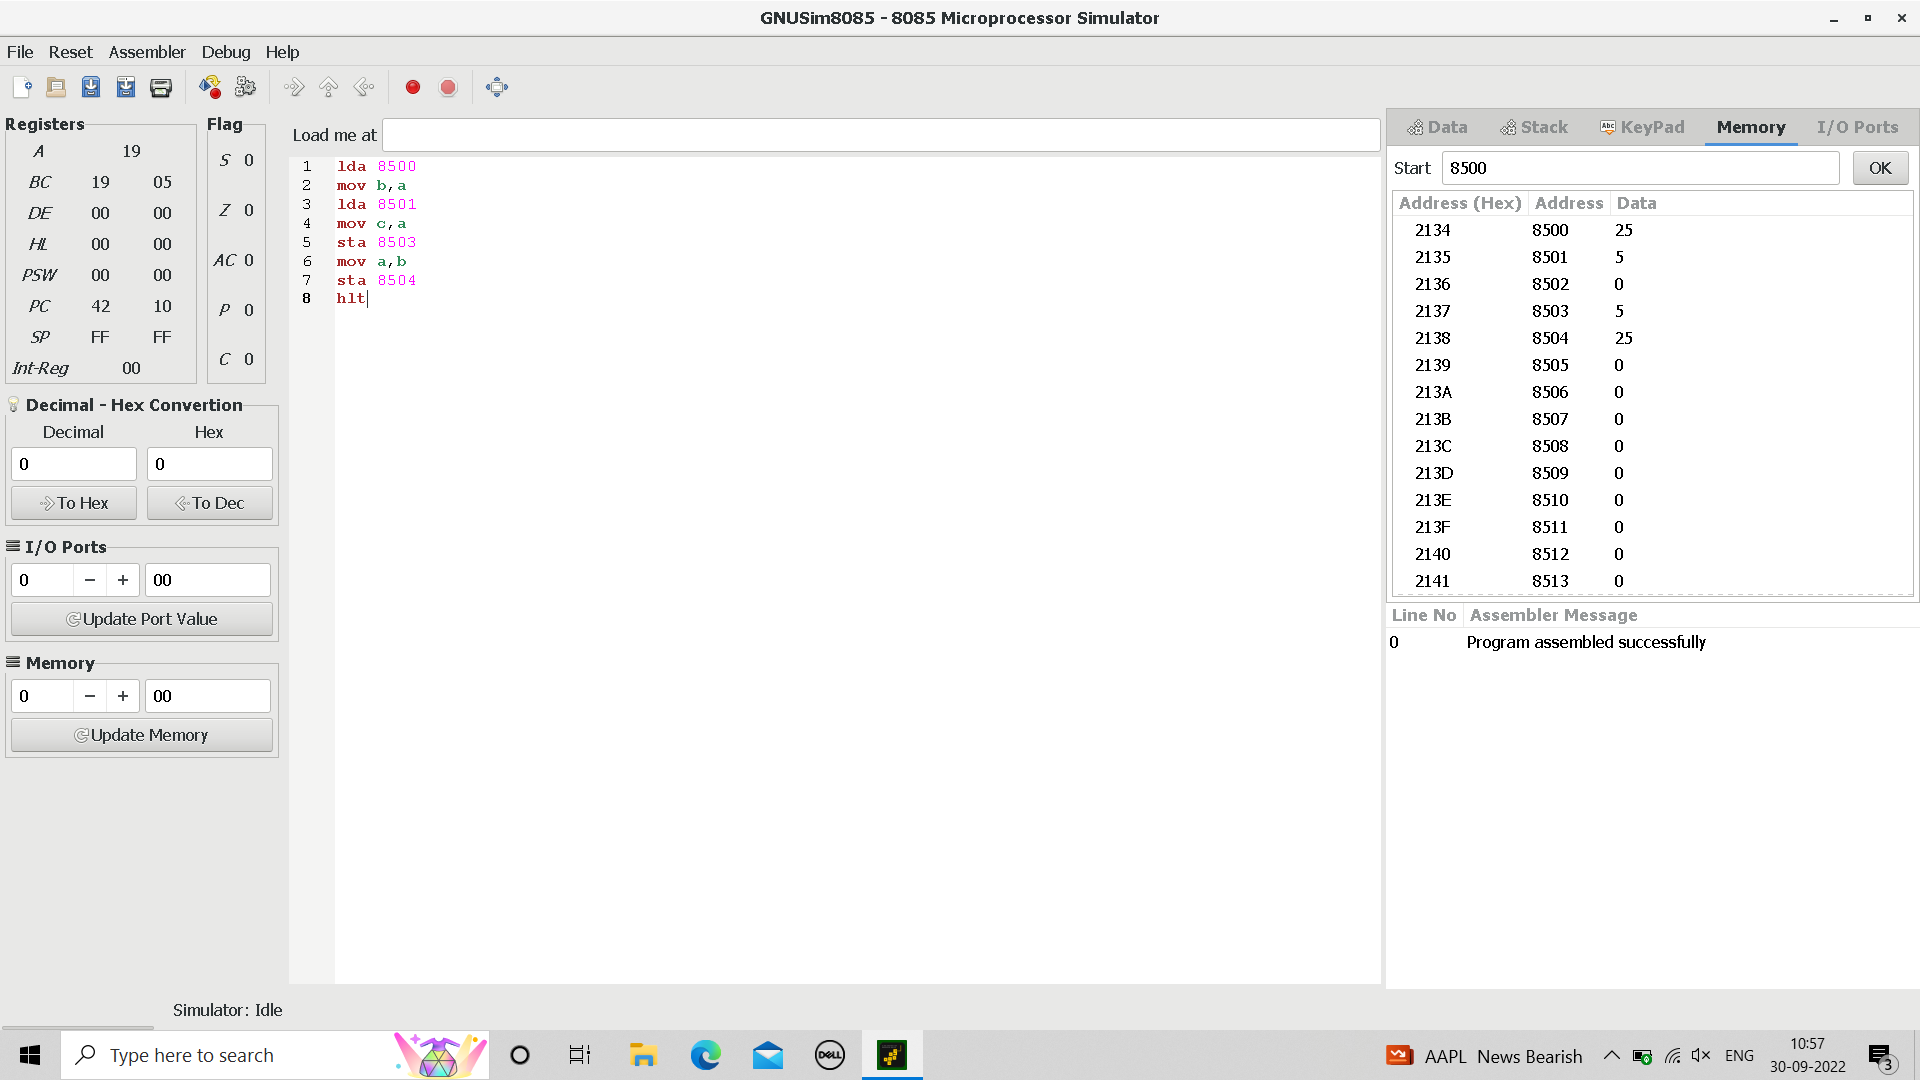 GNUSim8085 - 8085 Microprocessor Simulator
File Reset Assembler Debug Help
Registers
A 19
BC 19 05
DE 00 00
HL 00 00
PSW 00 00
PC 42 10
SP FF FF
Int-Reg 00
Flag
S 0
Z 0
AC 0
P 0
C 0
Decimal - Hex Convertion
Decimal Hex
0 0
To Hex To Dec
I/O Ports
0 − + 00
Update Port Value
Memory
0 − + 00
Update Memory
Load me at
1 lda 8500
2 mov b,a
3 lda 8501
4 mov c,a
5 sta 8503
6 mov a,b
7 sta 8504
8 hlt
Data Stack Abc KeyPad Memory I/O Ports
Start 8500 OK
Address (Hex) Address Data
2134 8500 25
2135 8501 5
2136 8502 0
2137 8503 5
2138 8504 25
2139 8505 0
213A 8506 0
213B 8507 0
213C 8508 0
213D 8509 0
213E 8510 0
213F 8511 0
2140 8512 0
2141 8513 0
Line No Assembler Message
0 Program assembled successfully
Simulator: Idle
Type here to search
DELL
AAPL News Bearish
ENG
10:57
30-09-2022
3